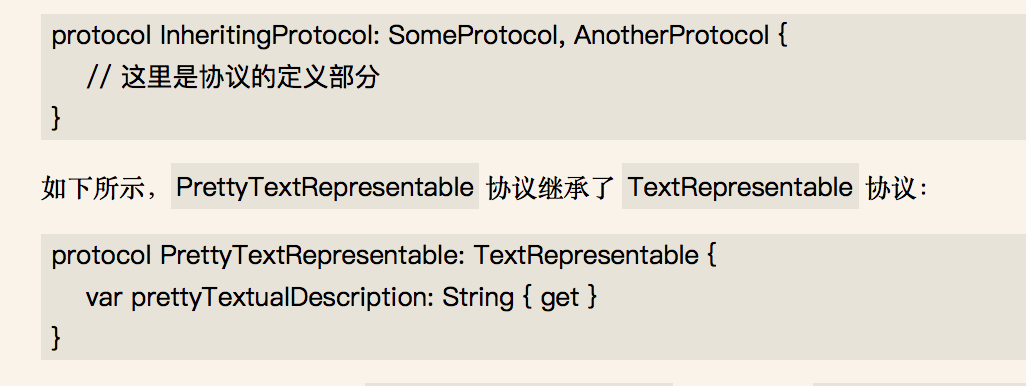 protocol InheritingProtocol: SomeProtocol, AnotherProtocol {
// 这里是协议的定义部分
}
如下所示，PrettyTextRepresentable 协议继承了 TextRepresentable 协议：
protocol PrettyTextRepresentable: TextRepresentable {
var prettyTextualDescription: String { get }
}